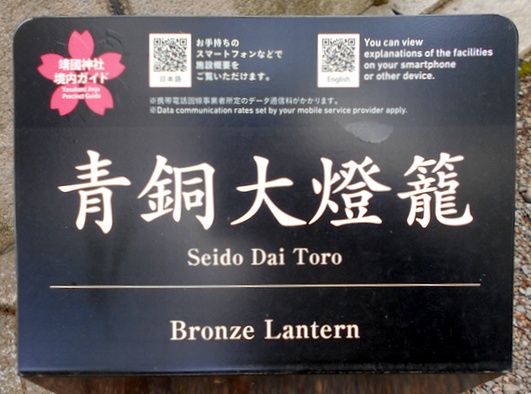 靖國神社
境内ガイド
Yasukuni Jinja
Precinct Guide
日本語
お手持ちの
スマートフォンなどで
施設概要を
ご覧いただけます。
English
You can view
explanations of the facilities
on your smartphone
or other device.
※携帯電話回線事業者所定のデータ通信料がかかります。
※Data communication rates set by your mobile service provider apply.
青銅大燈籠
Seido Dai Toro
Bronze Lantern